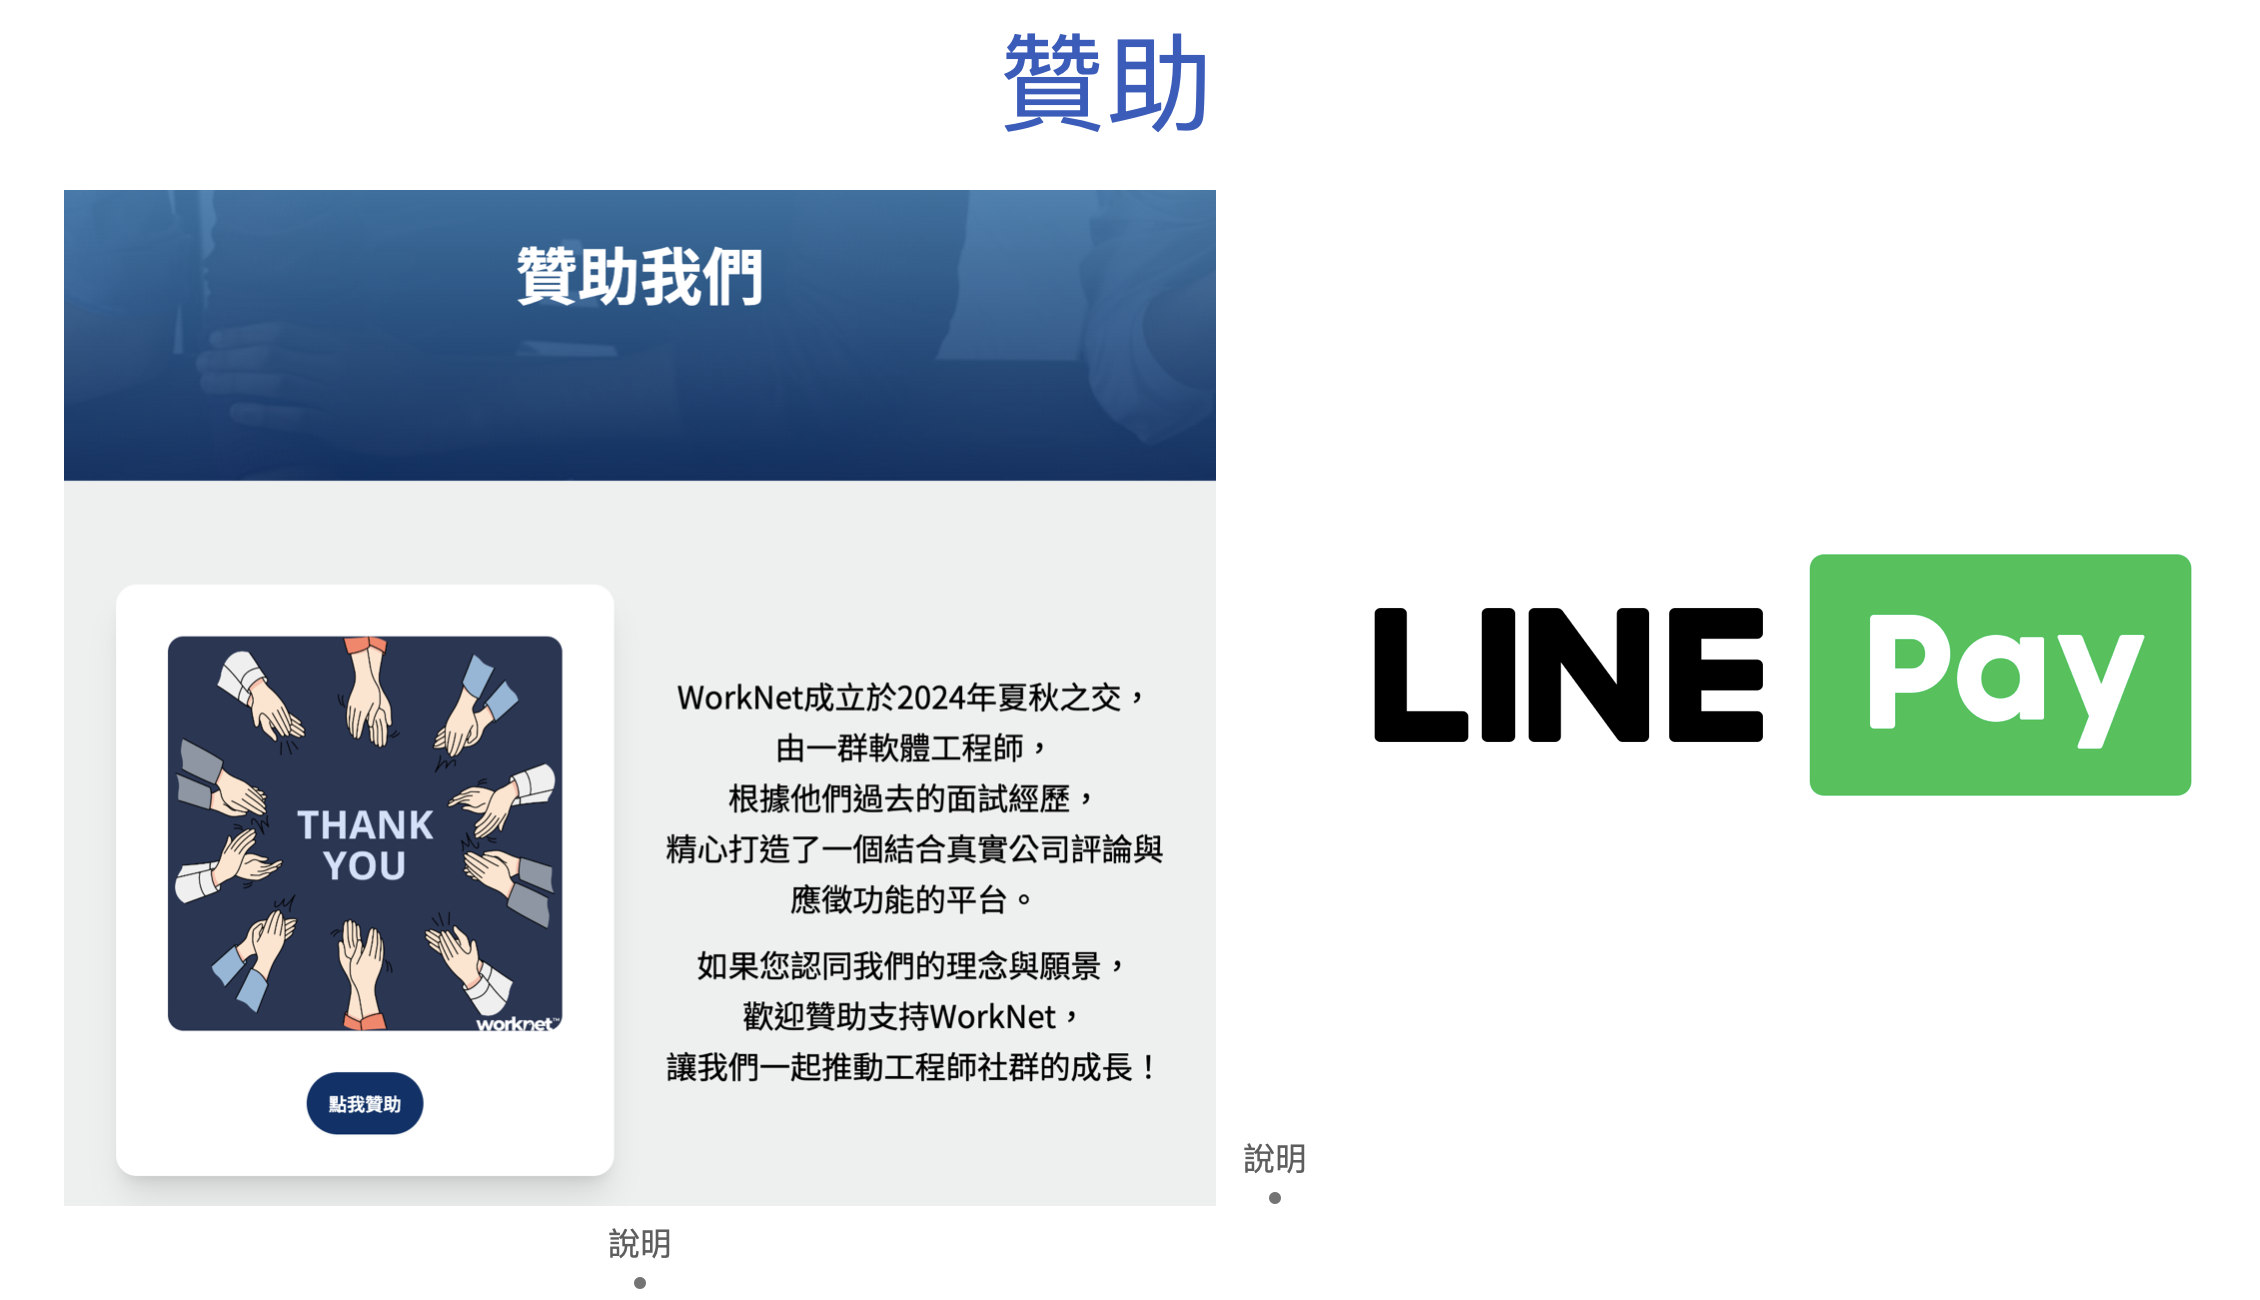 贊助
贊助我們
THANK
YOU
worknet™
點我贊助
WorkNet成立於2024年夏秋之交，
由一群軟體工程師，
根據他們過去的面試經歷，
精心打造了一個結合真實公司評論與
應徵功能的平台。
如果您認同我們的理念與願景，
歡迎贊助支持WorkNet，
讓我們一起推動工程師社群的成長！
說明
•
LINE Pay
說明
•